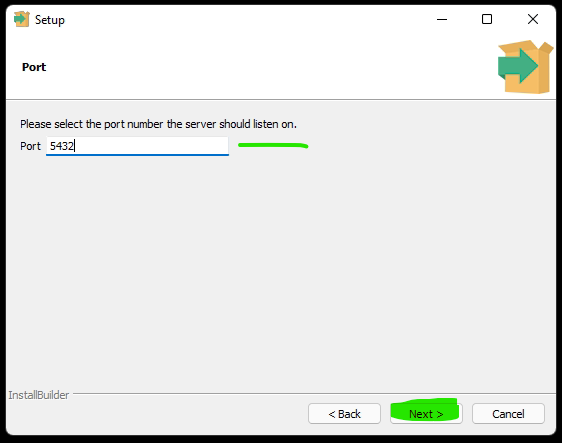 Setup
Port
Please select the port number the server should listen on.
Port 5432
InstallBuilder
< Back Next > Cancel